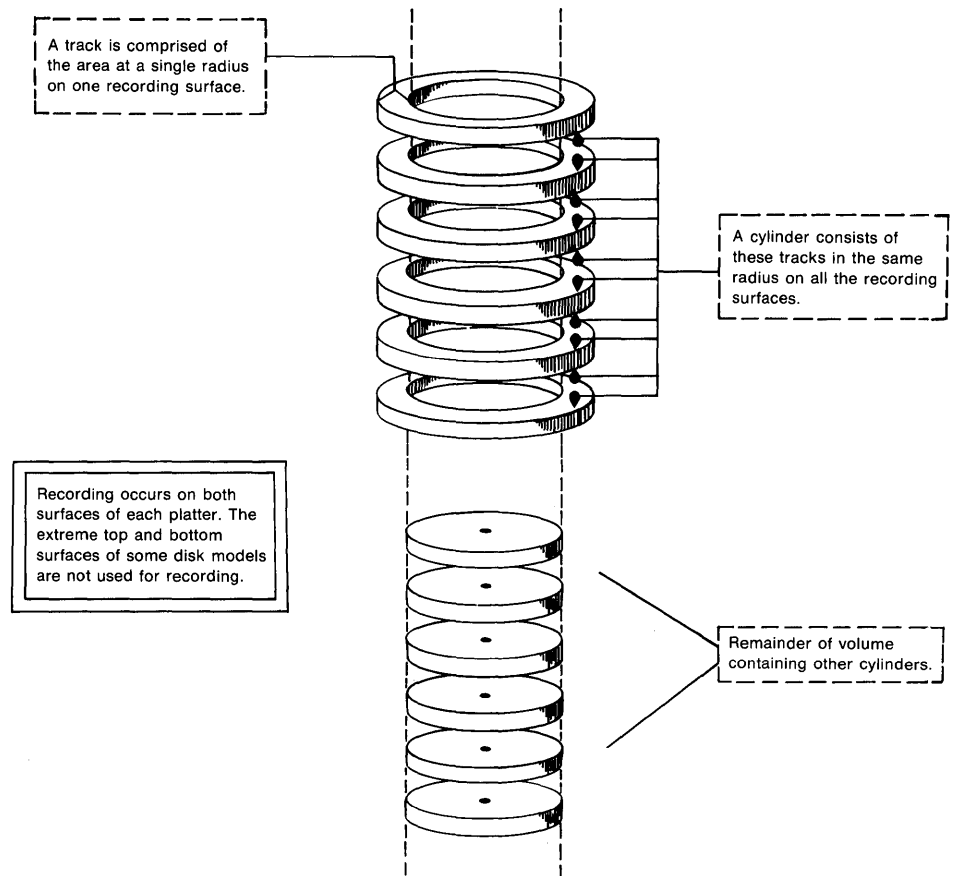 A track is comprised of
the area at a single radius
on one recording surface.
A cylinder consists of
these tracks in the same
radius on all the recording
surfaces.
Recording occurs on both
surfaces of each platter. The
extreme top and bottom
surfaces of some disk models
are not used for recording.
Remainder of volume
containing other cylinders.